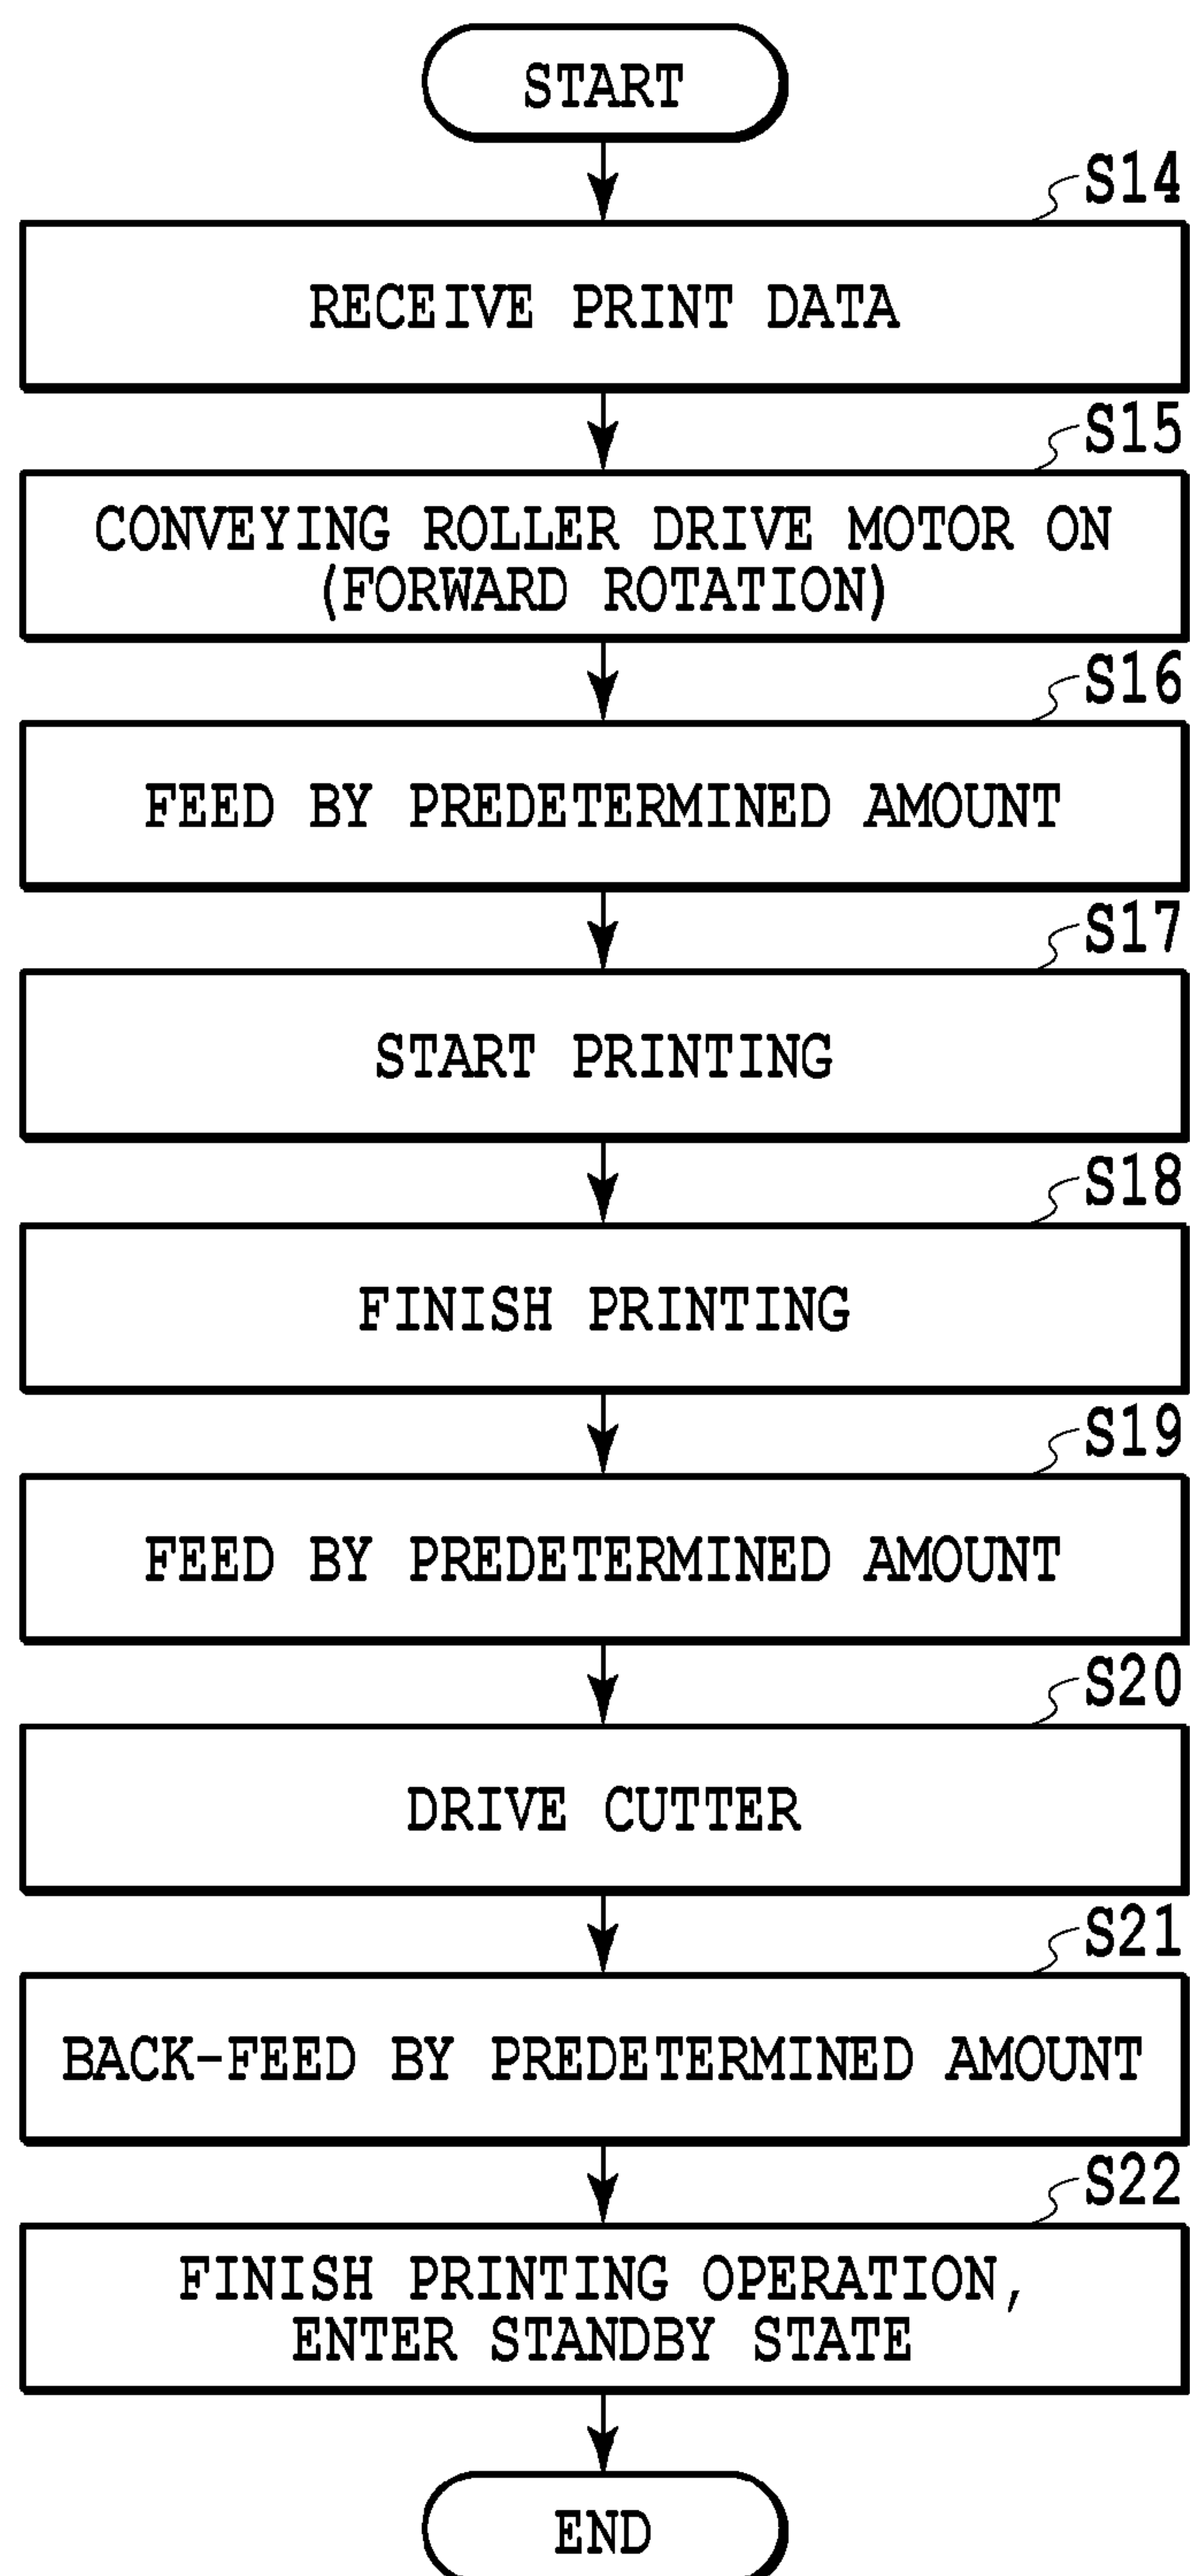 START
S14
RECEIVE PRINT DATA
S15
CONVEYING ROLLER DRIVE MOTOR ON
(FORWARD ROTATION)
S16
FEED BY PREDETERMINED AMOUNT
S17
START PRINTING
S18
FINISH PRINTING
S19
FEED BY PREDETERMINED AMOUNT
S20
DRIVE CUTTER
S21
BACK-FEED BY PREDETERMINED AMOUNT
S22
FINISH PRINTING OPERATION,
ENTER STANDBY STATE
END